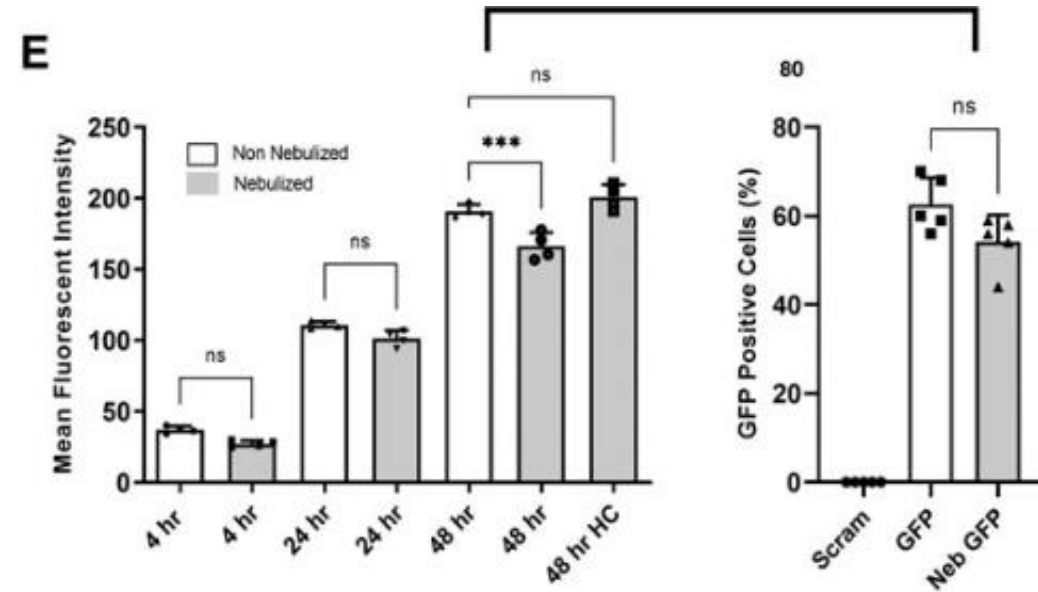 E
80
ns
ns
***
ns
ns
Non Nebulized
Nebulized
Mean Fluorescent Intensity
250
200
150
100
50
0
4 hr
4 hr
24 hr
24 hr
48 hr
48 hr
48 hr HC
ns
GFP Positive Cells (%)
80
60
40
20
0
Scram
GFP
Neb GFP